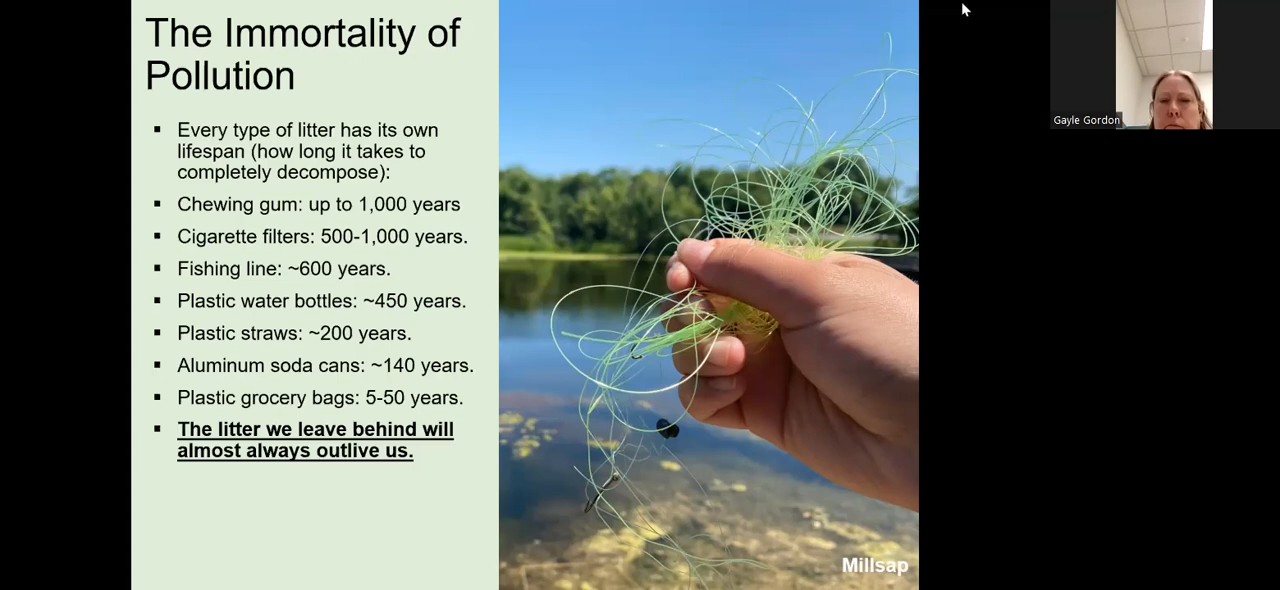 The Immortality of
Pollution
▪ Every type of litter has its own
lifespan (how long it takes to
completely decompose):
▪ Chewing gum: up to 1,000 years
▪ Cigarette filters: 500-1,000 years.
▪ Fishing line: ~600 years.
▪ Plastic water bottles: ~450 years.
▪ Plastic straws: ~200 years.
▪ Aluminum soda cans: ~140 years.
▪ Plastic grocery bags: 5-50 years.
▪ The litter we leave behind will
almost always outlive us.
Millsap
Gayle Gordon